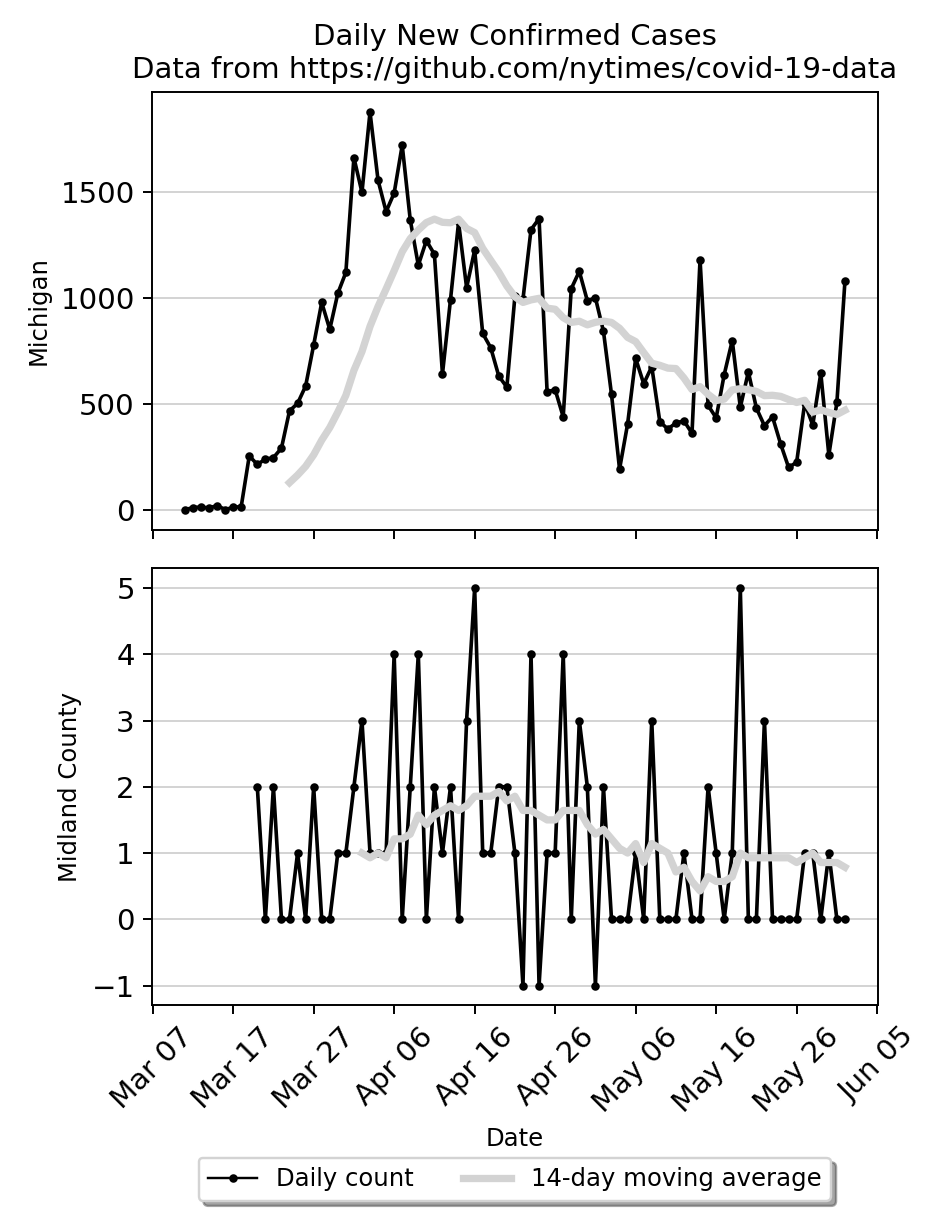 Daily New Confirmed Cases
Data from https://github.com/nytimes/covid-19-data
1500
1000
500
0
Michigan
5
4
3
2
1
0
−1
Midland County
Mar 07
Mar 17
Mar 27
Apr 06
Apr 16
Apr 26
May 06
May 16
May 26
Jun 05
Date
Daily count
14-day moving average